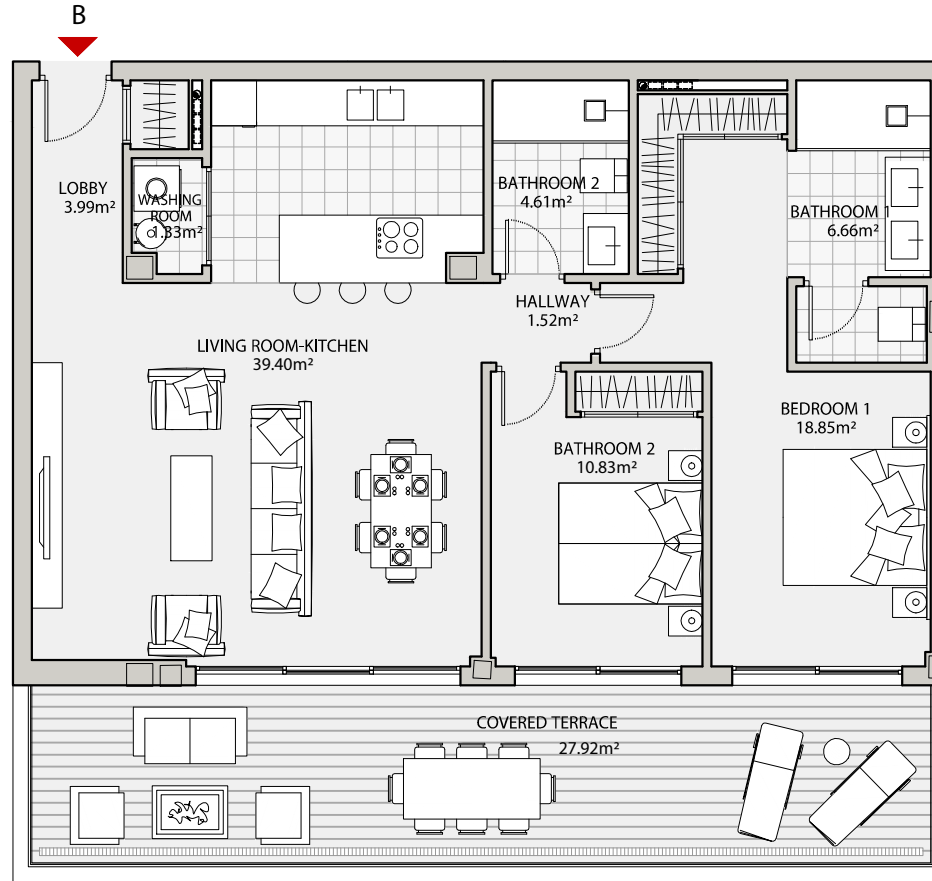 B
LOBBY
3.99m²
WASHING
ROOM
1.33m²
BATHROOM 2
4.61m²
BATHROOM 1
6.66m²
HALLWAY
1.52m²
LIVING ROOM-KITCHEN
39.40m²
BEDROOM 1
18.85m²
BATHROOM 2
10.83m²
COVERED TERRACE
27.92m²